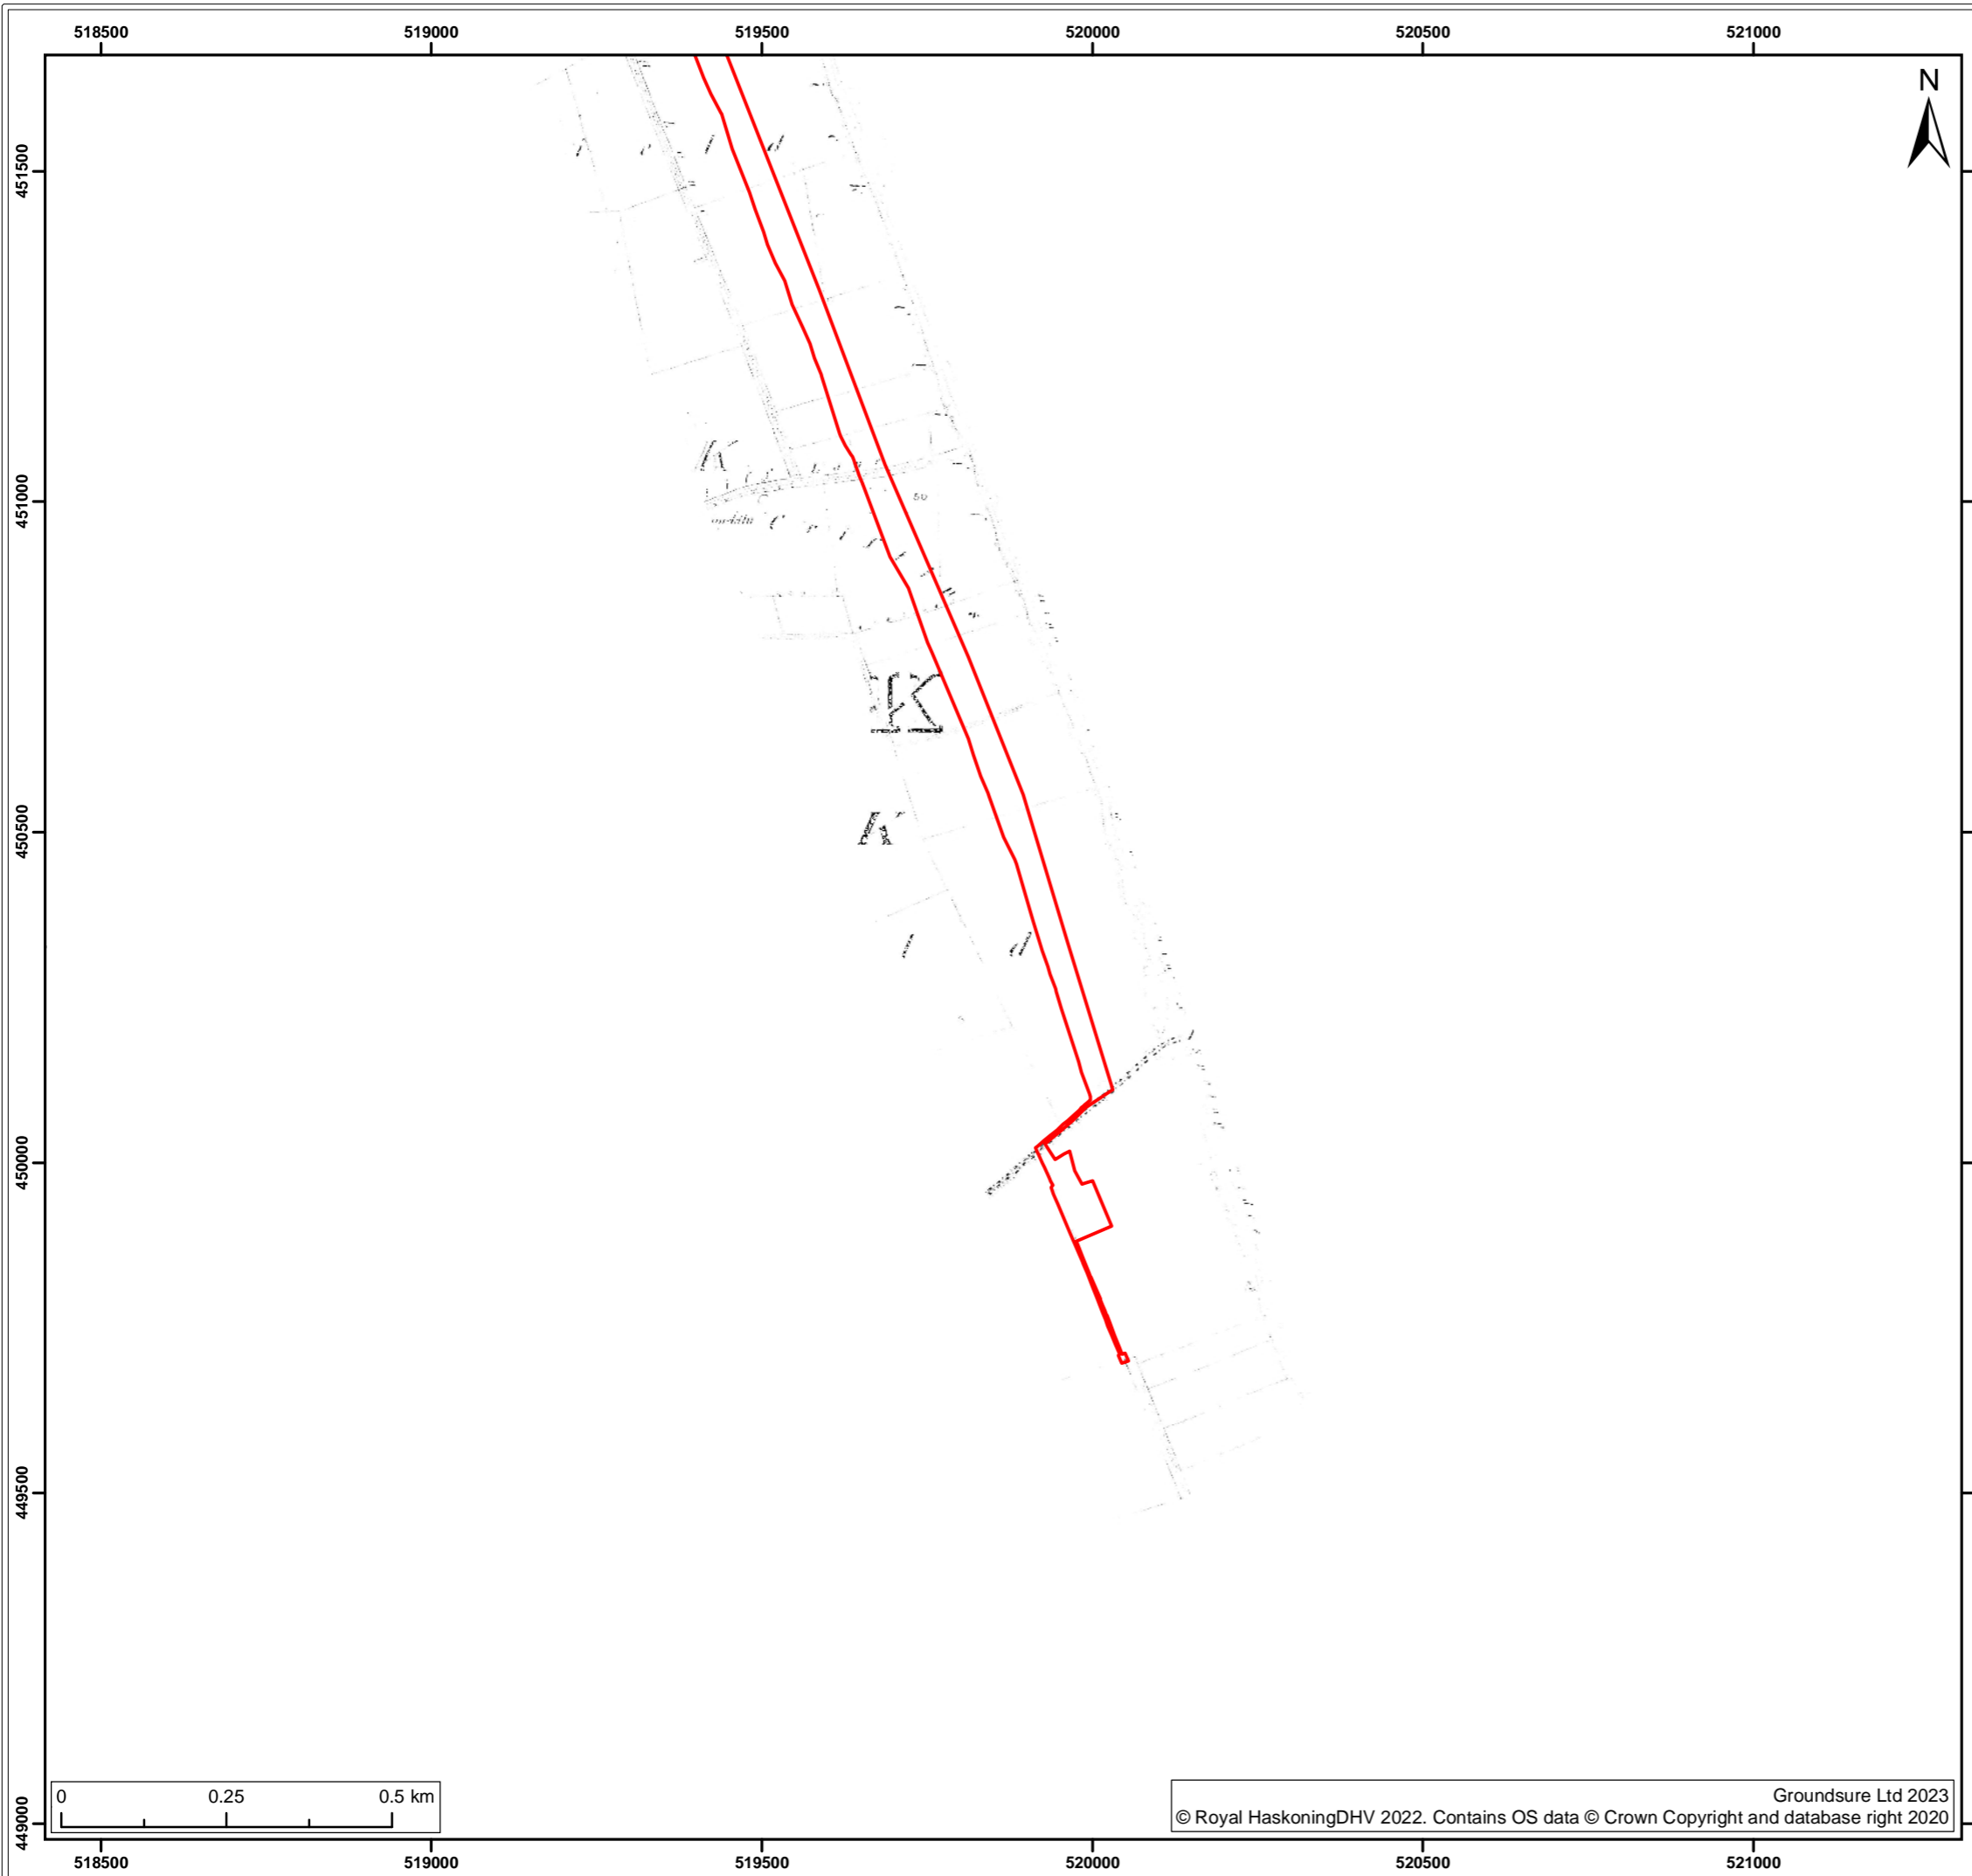 518500 519000 519500 520000 520500 521000
N
451500
451000
50
K
450500
450000
449500
449000
0 0.25 0.5 km
Groundsure Ltd 2023
© Royal HaskoningDHV 2022. Contains OS data © Crown Copyright and database right 2020
518500 519000 519500 520000 520500 521000